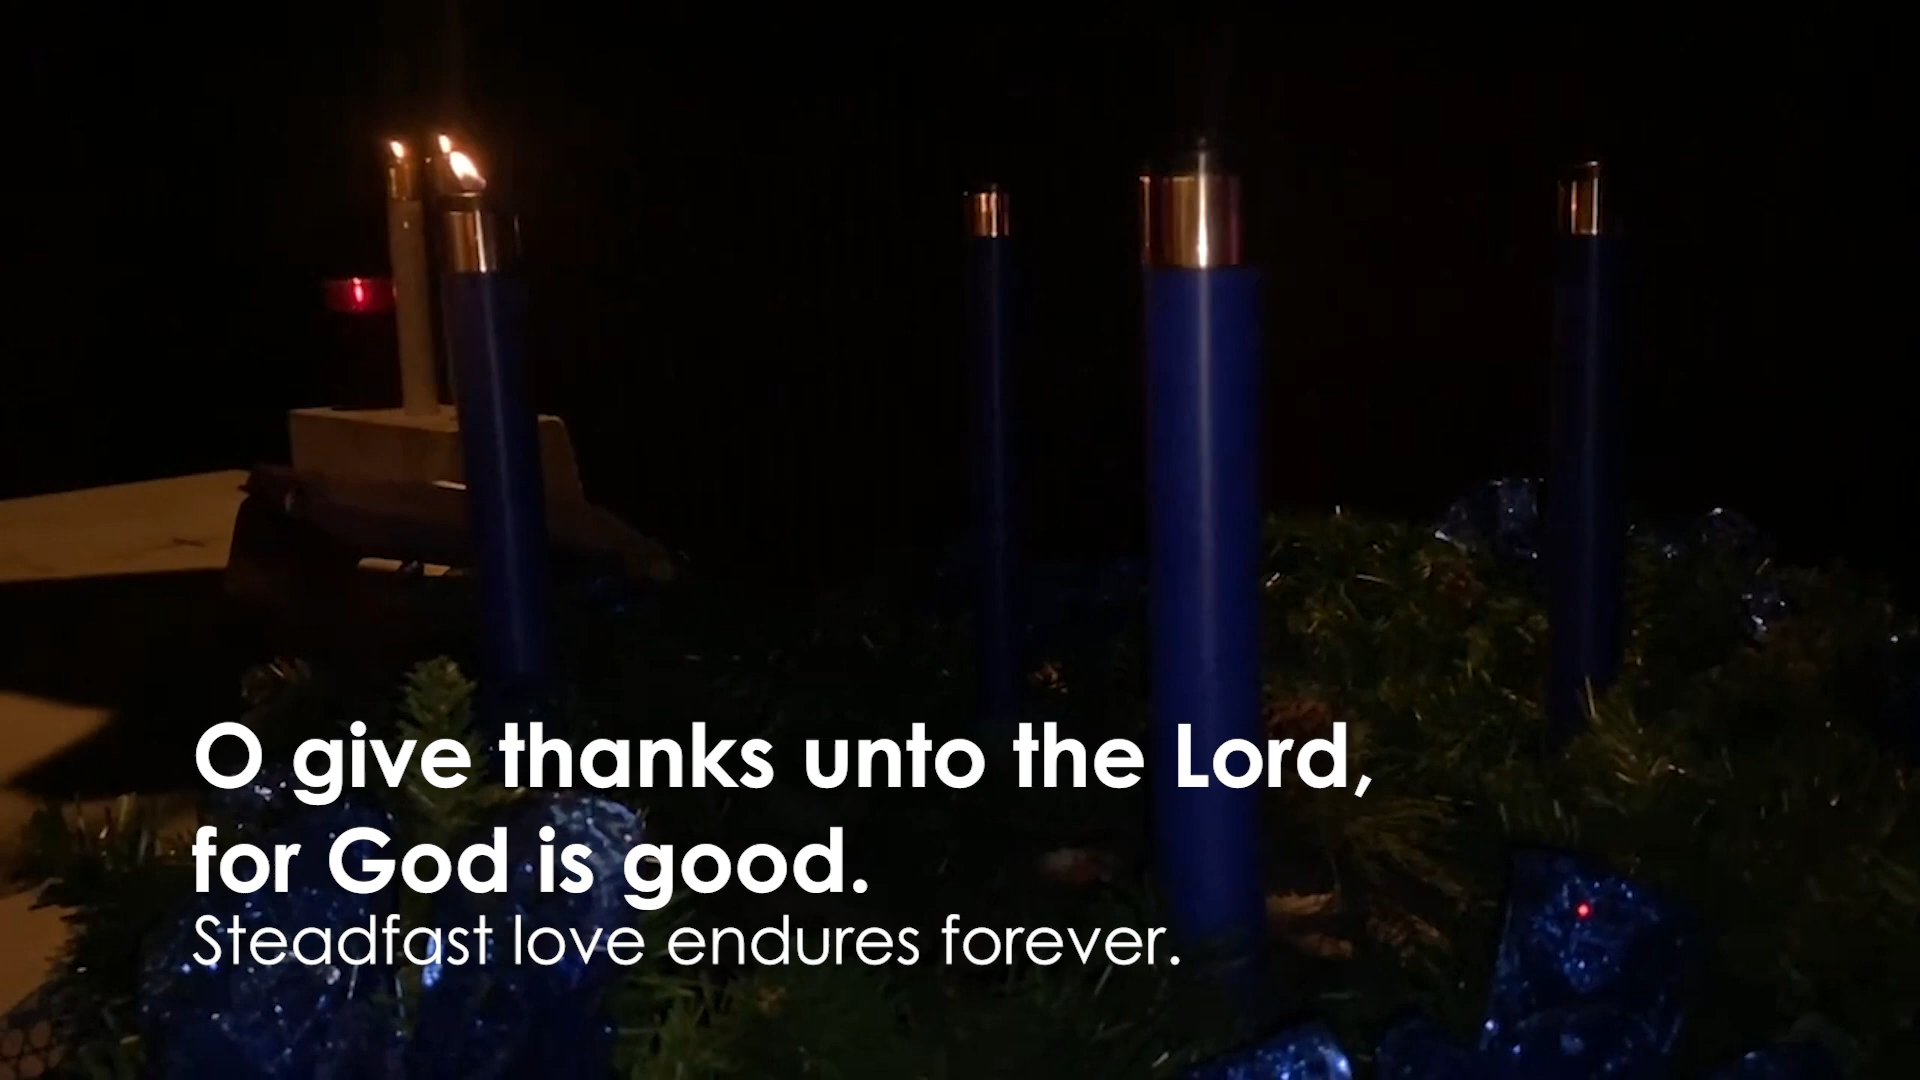 O give thanks unto the Lord,
for God is good.
Steadfast love endures forever.